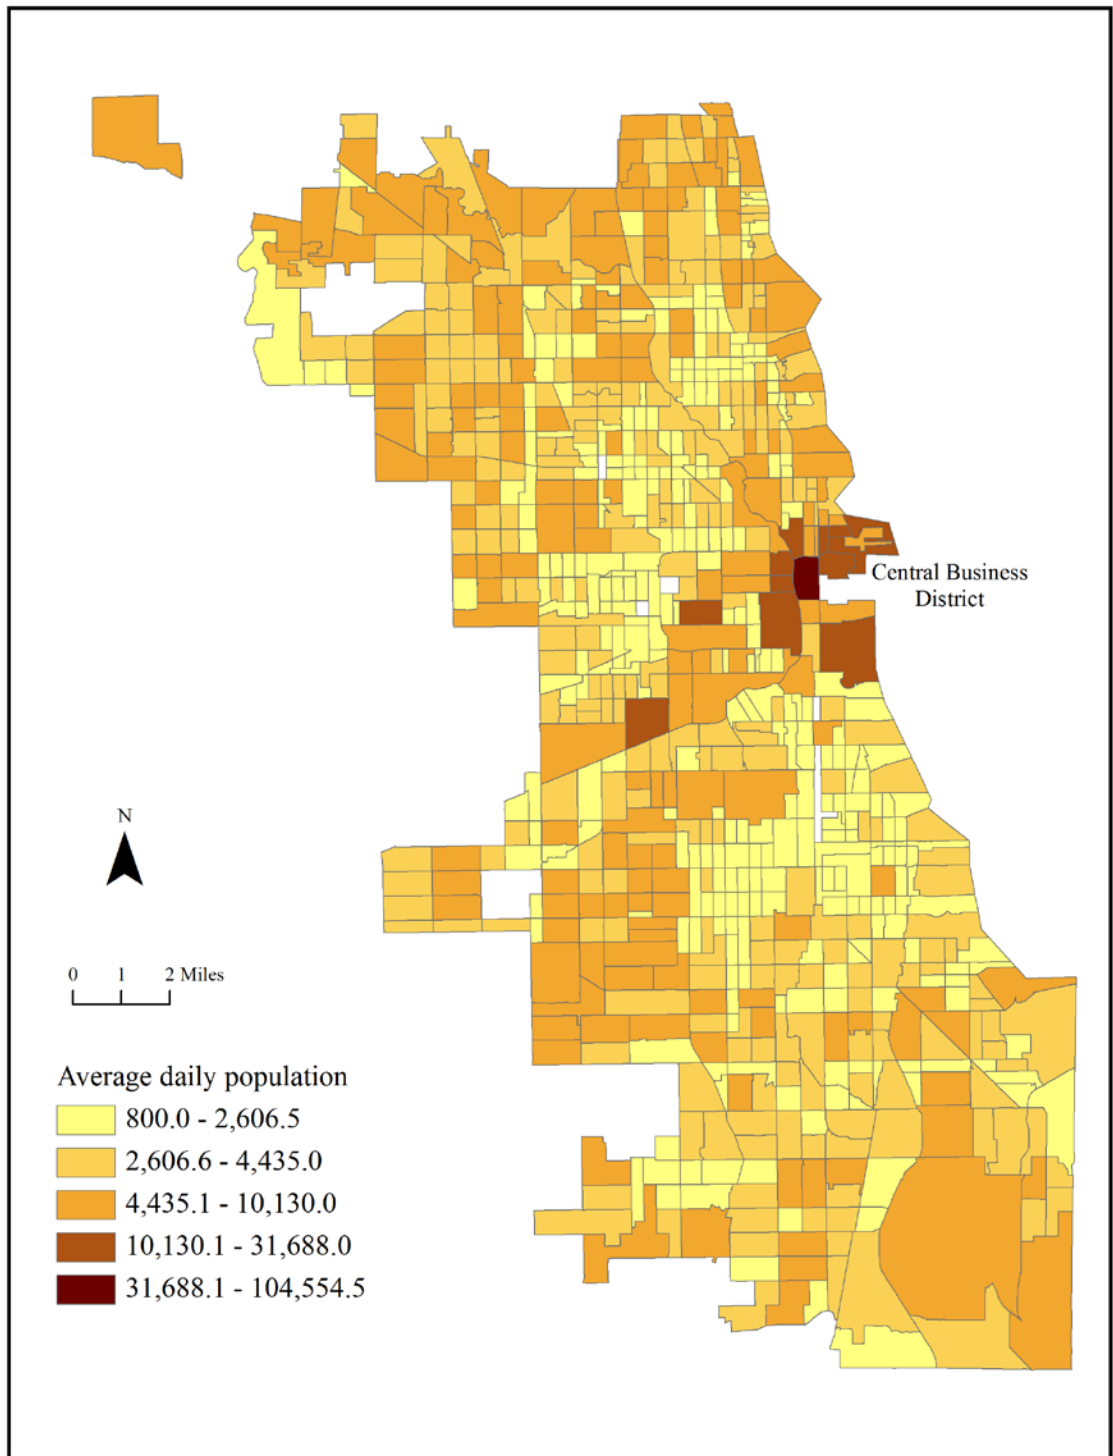 Central Business
District
N
0 1 2 Miles
Average daily population
800.0 - 2,606.5
2,606.6 - 4,435.0
4,435.1 - 10,130.0
10,130.1 - 31,688.0
31,688.1 - 104,554.5